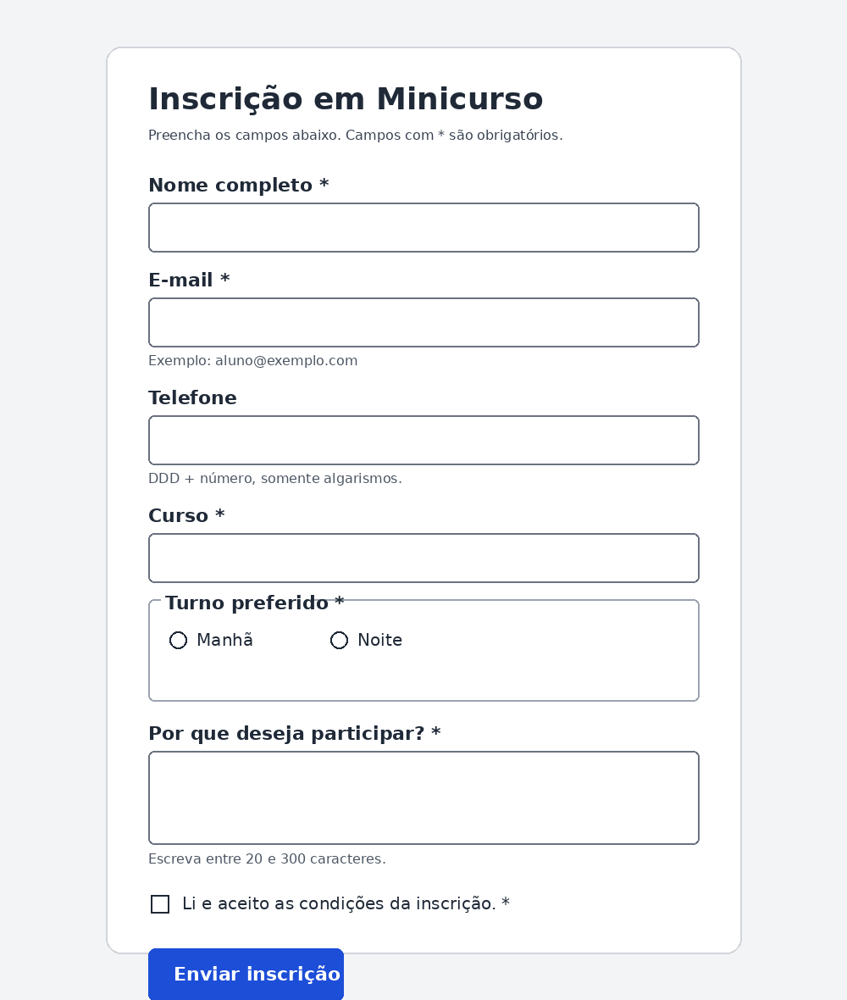 Inscrição em Minicurso
Preencha os campos abaixo. Campos com * são obrigatórios.
Nome completo *
E-mail *
Exemplo: aluno@exemplo.com
Telefone
DDD + número, somente algarismos.
Curso *
Turno preferido *
Manhã Noite
Por que deseja participar? *
Escreva entre 20 e 300 caracteres.
Li e aceito as condições da inscrição. *
Enviar inscrição